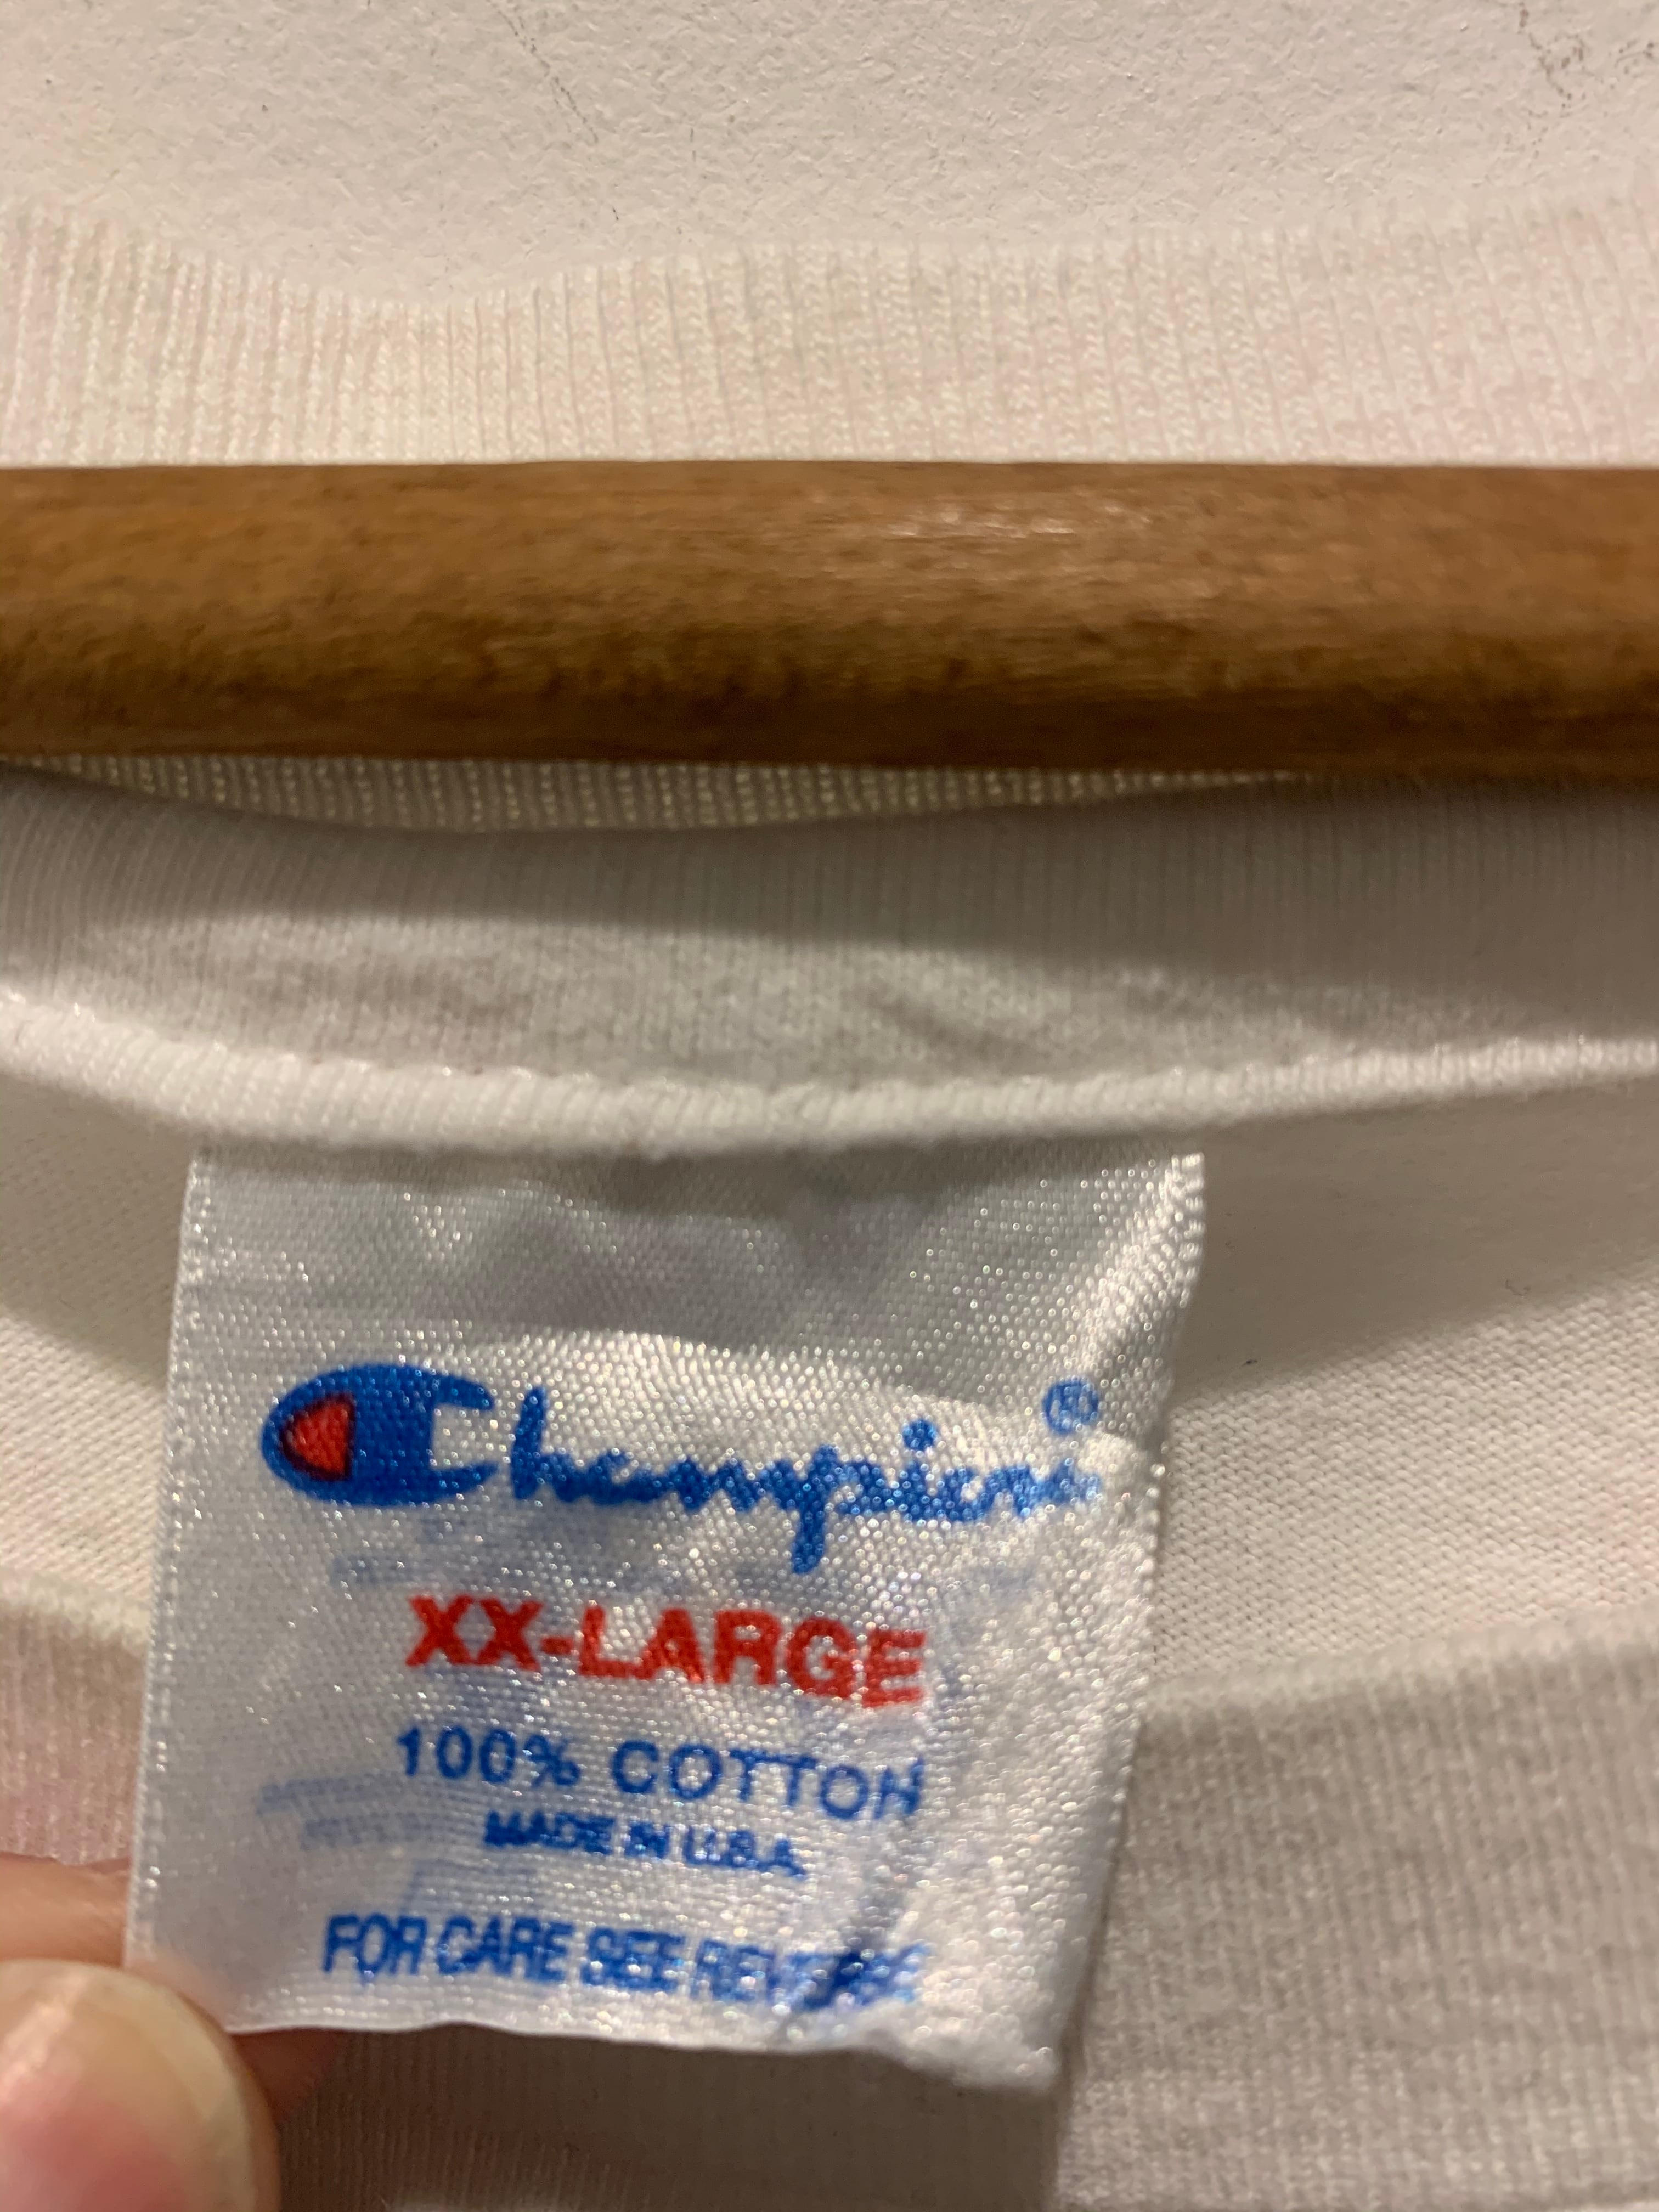 Champion®
XX-LARGE
100% COTTON
MADE IN U.S.A.
FOR CARE SEE REVERSE